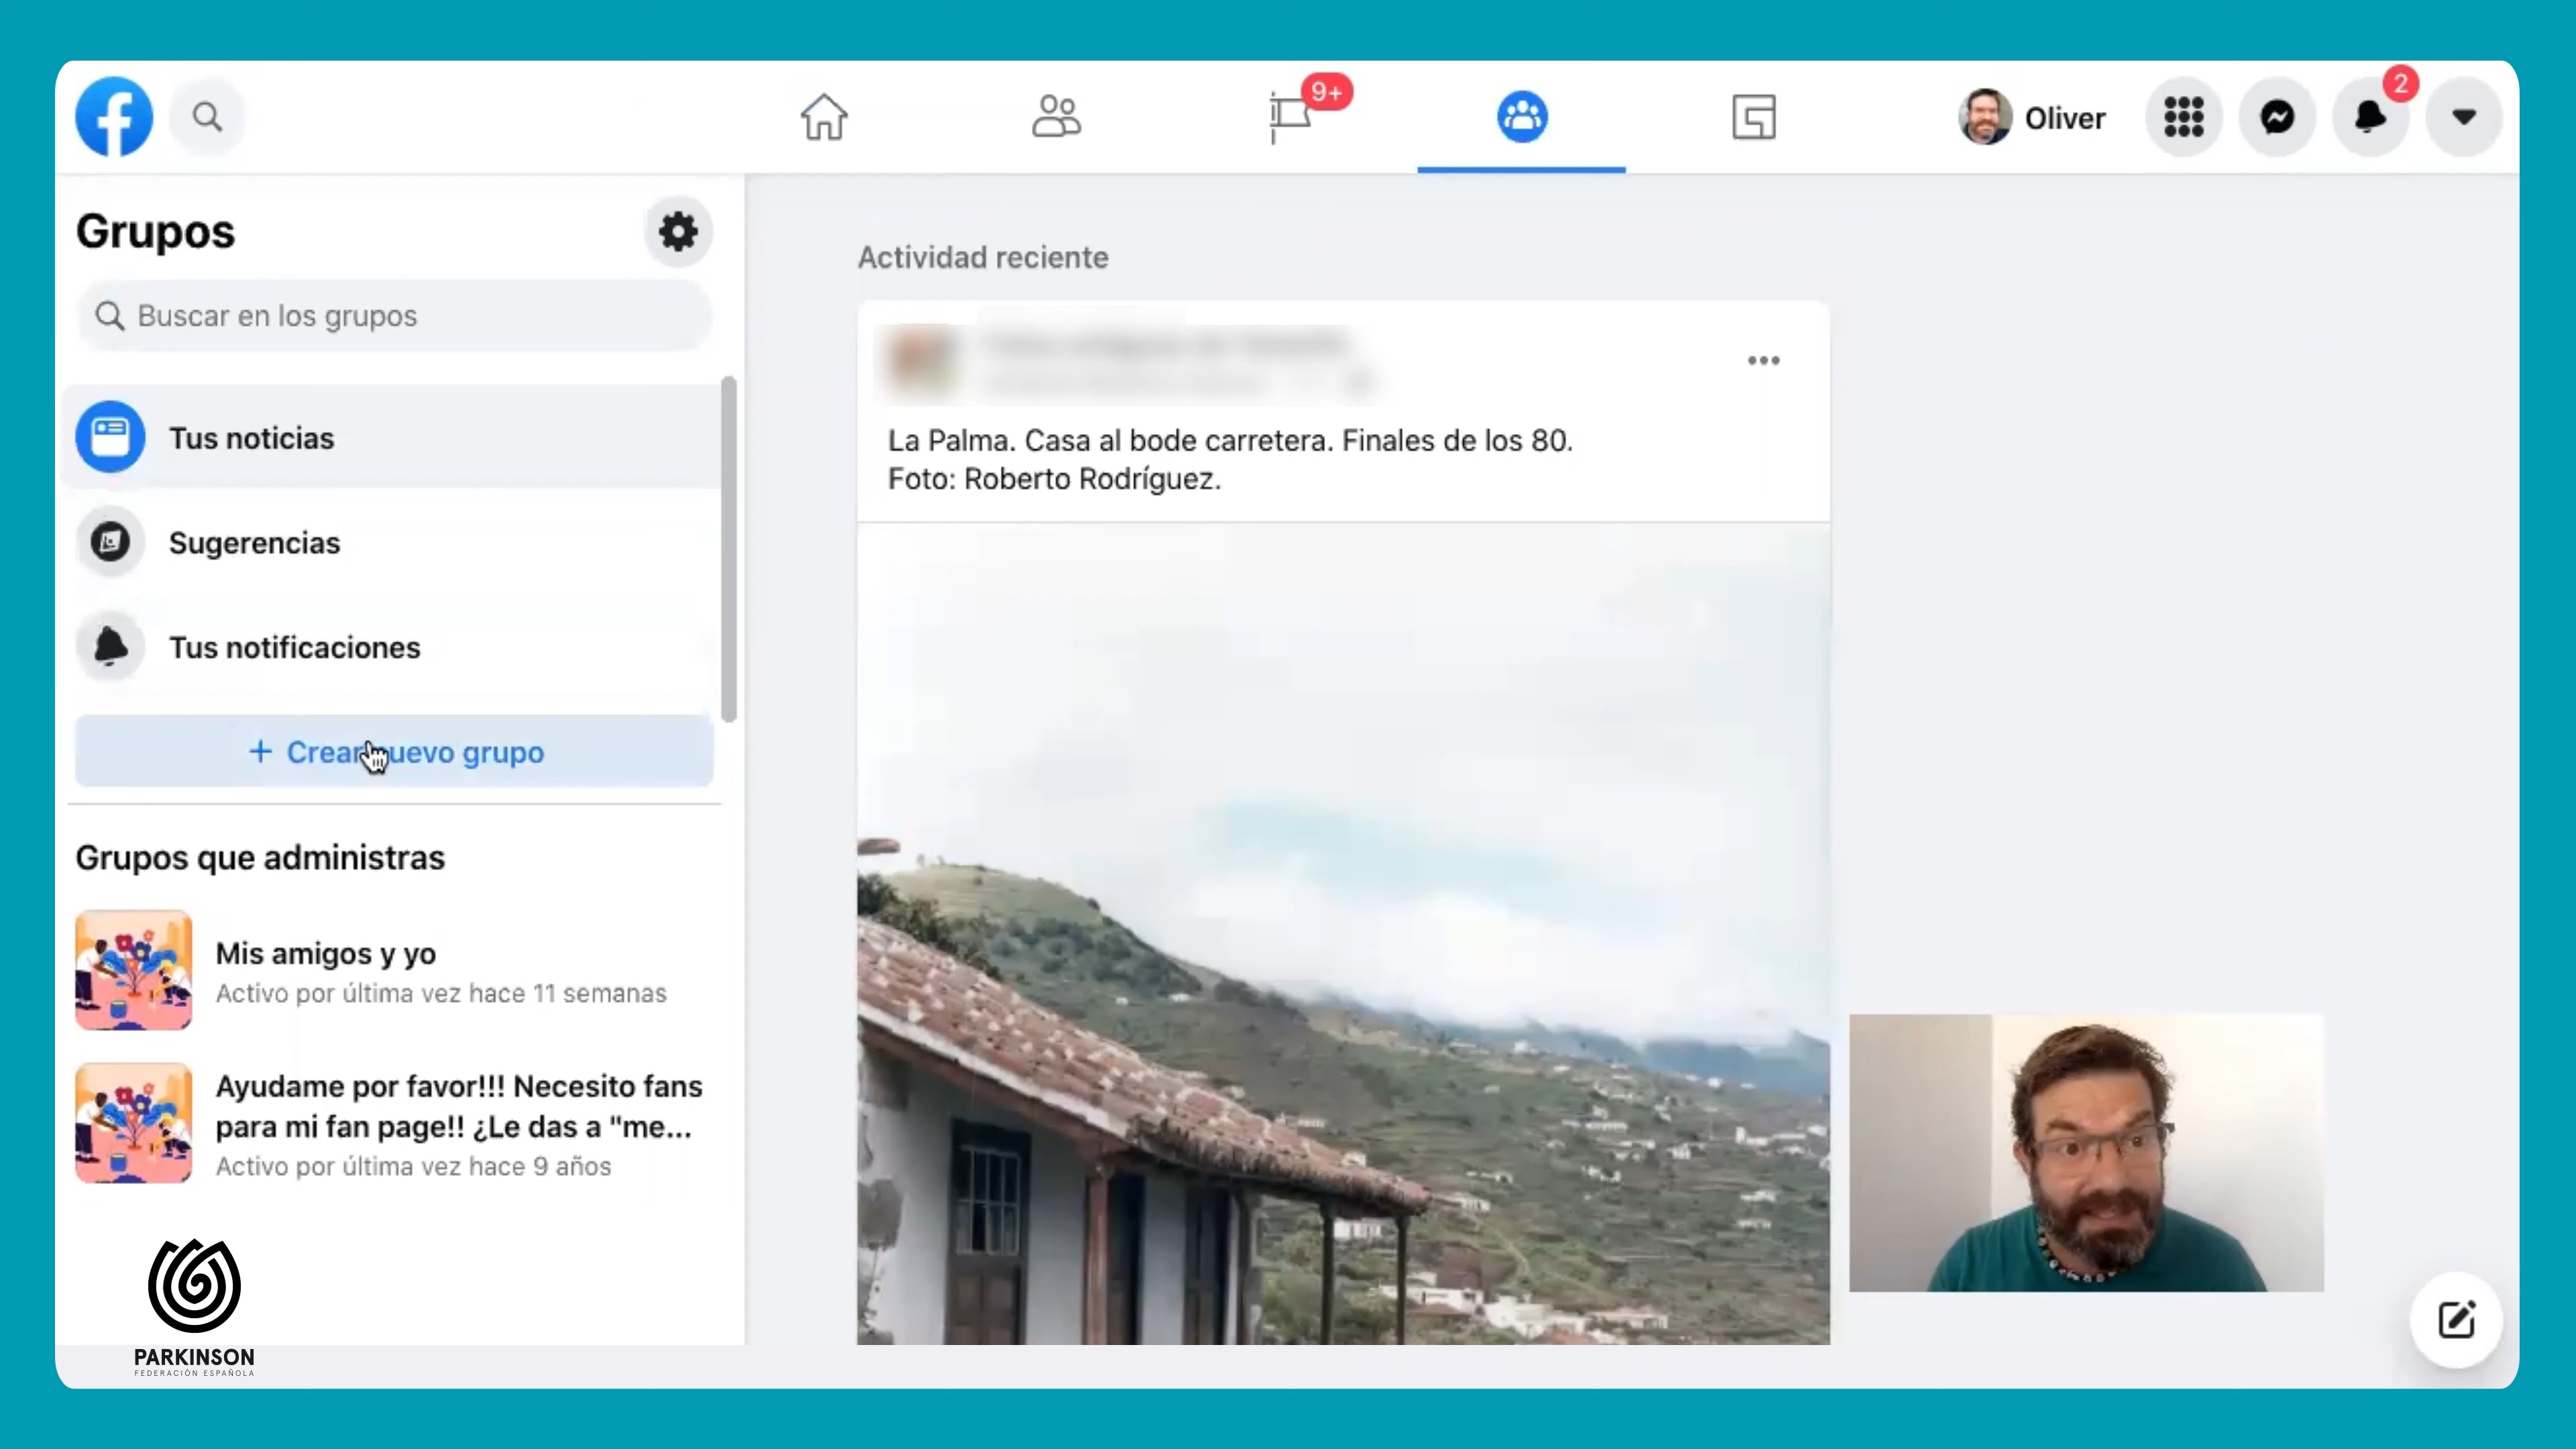 9+
Oliver
2
Grupos
Buscar en los grupos
Tus noticias
Sugerencias
Tus notificaciones
+ Crear nuevo grupo
Grupos que administras
Mis amigos y yo
Activo por última vez hace 11 semanas
Ayudame por favor!!! Necesito fans
para mi fan page!! ¿Le das a "me...
Activo por última vez hace 9 años
PARKINSON
FEDERACIÓN ESPAÑOLA
Actividad reciente
La Palma. Casa al bode carretera. Finales de los 80.
Foto: Roberto Rodríguez.